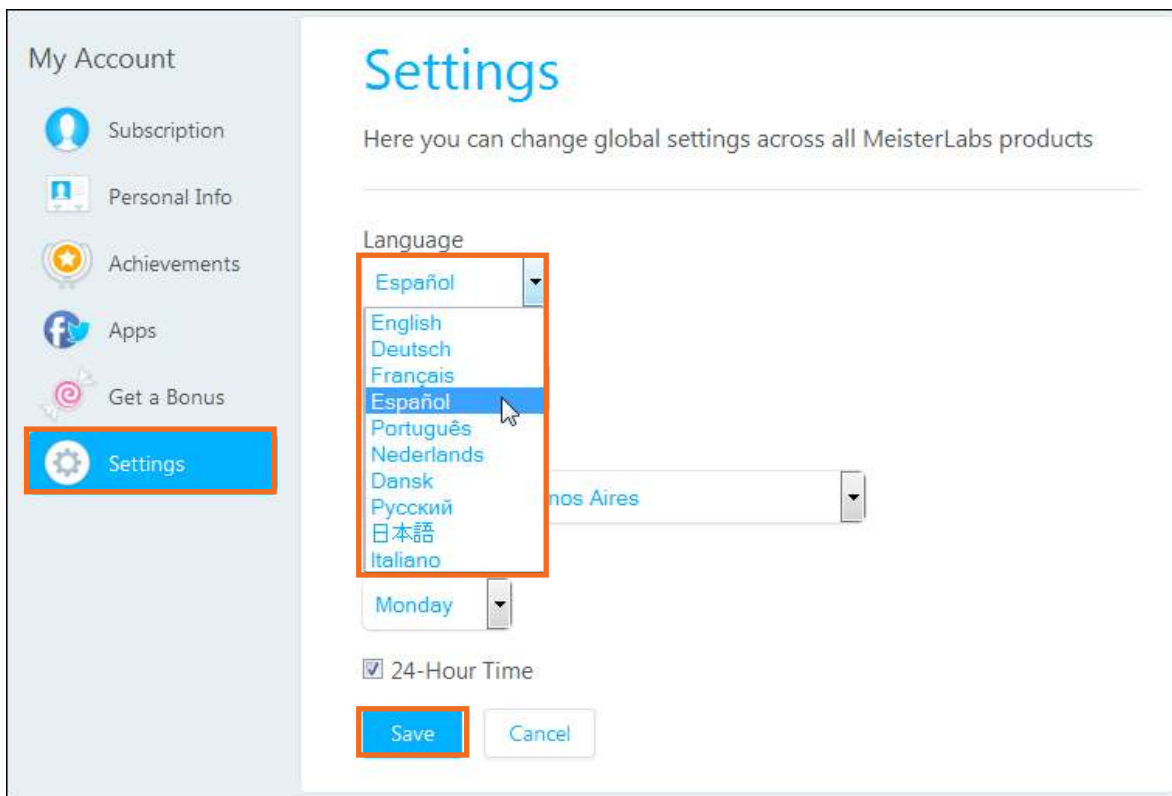 My Account
Subscription
Personal Info
Achievements
Apps
Get a Bonus
Settings
Settings
Here you can change global settings across all MeisterLabs products
Language
Español
English
Deutsch
Français
Español
Português
Nederlands
Dansk
Русский
日本語
Italiano
nos Aires
Monday
24-Hour Time
Save
Cancel